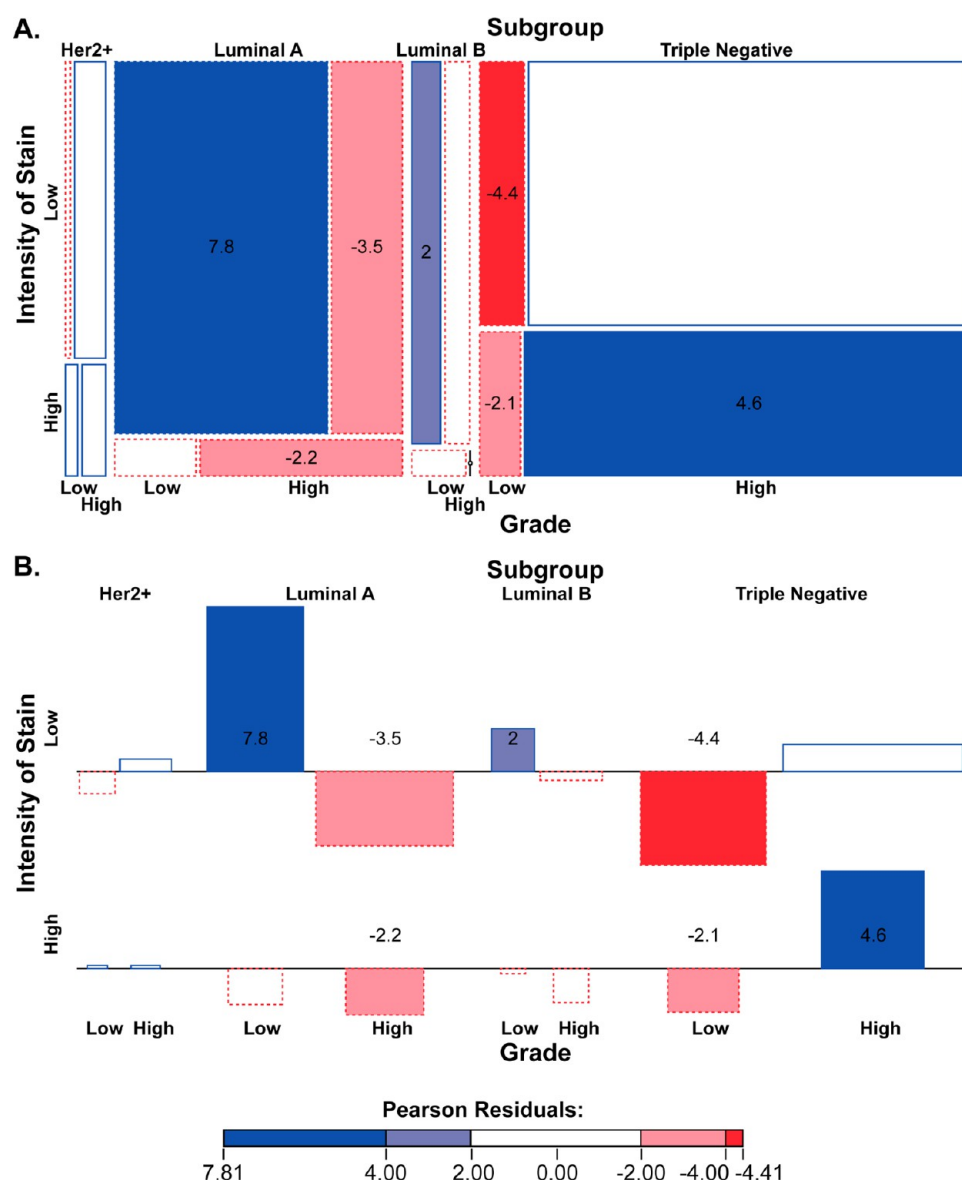 A.
Subgroup
Her2+ Luminal A Luminal B Triple Negative
Intensity of Stain
Low
High
7.8 -3.5 2 -4.4
-2.2 -2.1 4.6
Low Low High Low Low High
High High
Grade
B.
Subgroup
Her2+ Luminal A Luminal B Triple Negative
Intensity of Stain
Low
High
7.8 -3.5 2 -4.4
-2.2 -2.1 4.6
Low High Low High Low High Low High
Grade
Pearson Residuals:
7.81 4.00 2.00 0.00 -2.00 -4.00 -4.41